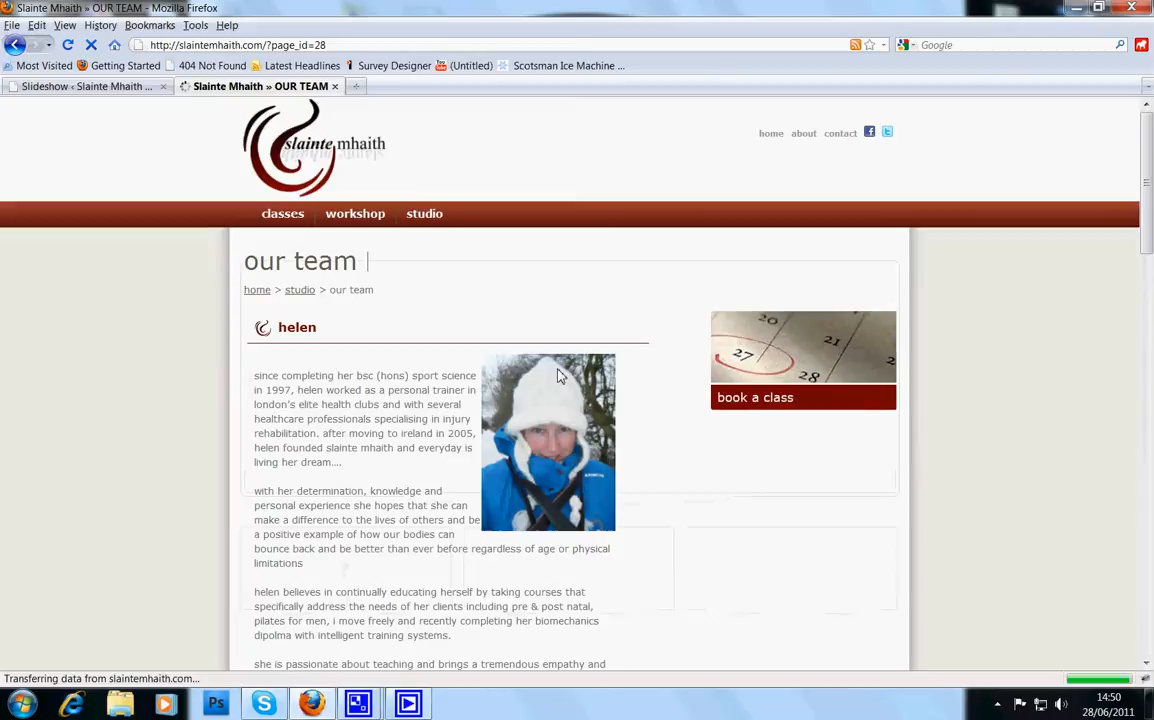 Slainte Mhaith » OUR TEAM - Mozilla Firefox
File Edit View History Bookmarks Tools Help
http://slaintemhaith.com/?page_id=28
Google
Most Visited Getting Started 404 Not Found Latest Headlines Survey Designer (Untitled) Scotsman Ice Machine ...
Slideshow ‹ Slainte Mhaith ... Slainte Mhaith » OUR TEAM
slainte mhaith
home about contact
classes workshop studio
our team
home > studio > our team
helen
since completing her bsc (hons) sport science
in 1997, helen worked as a personal trainer in
london's elite health clubs and with several
healthcare professionals specialising in injury
rehabilitation. after moving to ireland in 2005,
helen founded slainte mhaith and everyday is
living her dream....
with her determination, knowledge and
personal experience she hopes that she can
make a difference to the lives of others and be
a positive example of how our bodies can
bounce back and be better than ever before regardless of age or physical
limitations
helen believes in continually educating herself by taking courses that
specifically address the needs of her clients including pre & post natal,
pilates for men, i move freely and recently completing her biomechanics
dipolma with intelligent training systems.
she is passionate about teaching and brings a tremendous empathy and
20
21
27
28
book a class
Transferring data from slaintemhaith.com...
Ps
14:50
28/06/2011